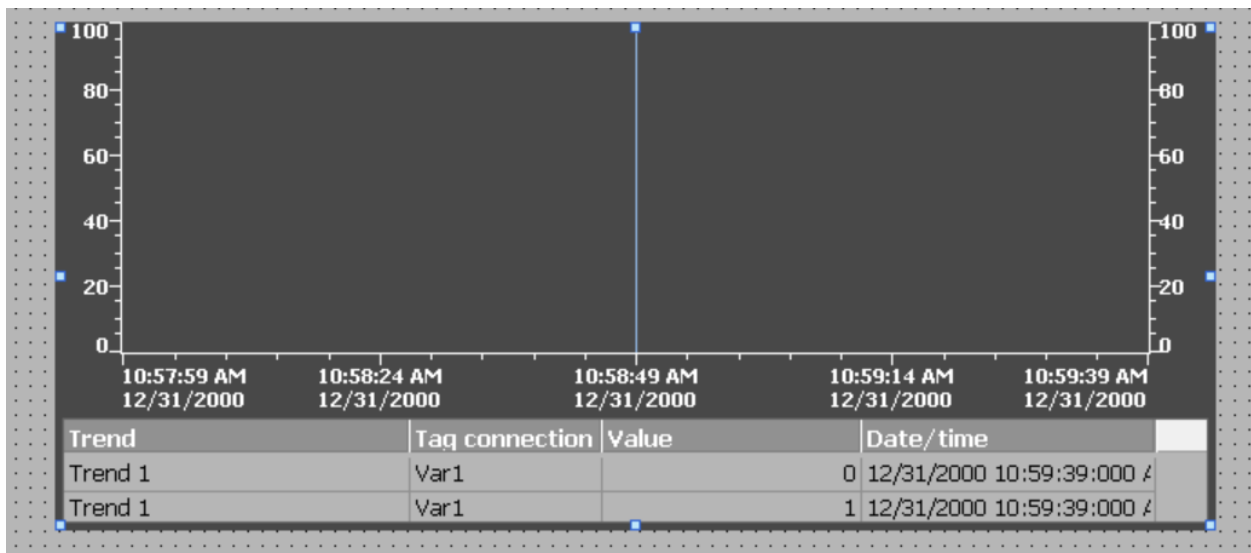 100 100
80 80
60 60
40 40
20 20
0 0
10:57:59 AM 10:58:24 AM 10:58:49 AM 10:59:14 AM 10:59:39 AM
12/31/2000 12/31/2000 12/31/2000 12/31/2000 12/31/2000
Trend Tag connection Value Date/time
Trend 1 Var1 0 12/31/2000 10:59:39:000
Trend 1 Var1 1 12/31/2000 10:59:39:000